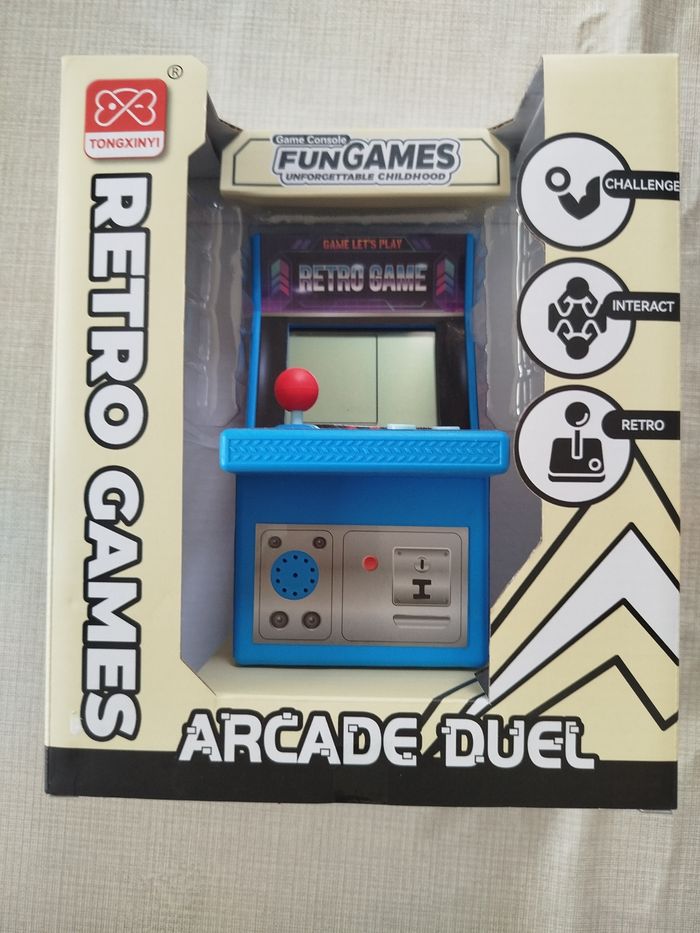 ®
TONGXINYI
RETRO GAMES
Game Console
FUNGAMES
UNFORGETTABLE CHILDHOOD
GAME LET'S PLAY
RETRO GAME
CHALLENGE
INTERACT
RETRO
ARCADE DUEL